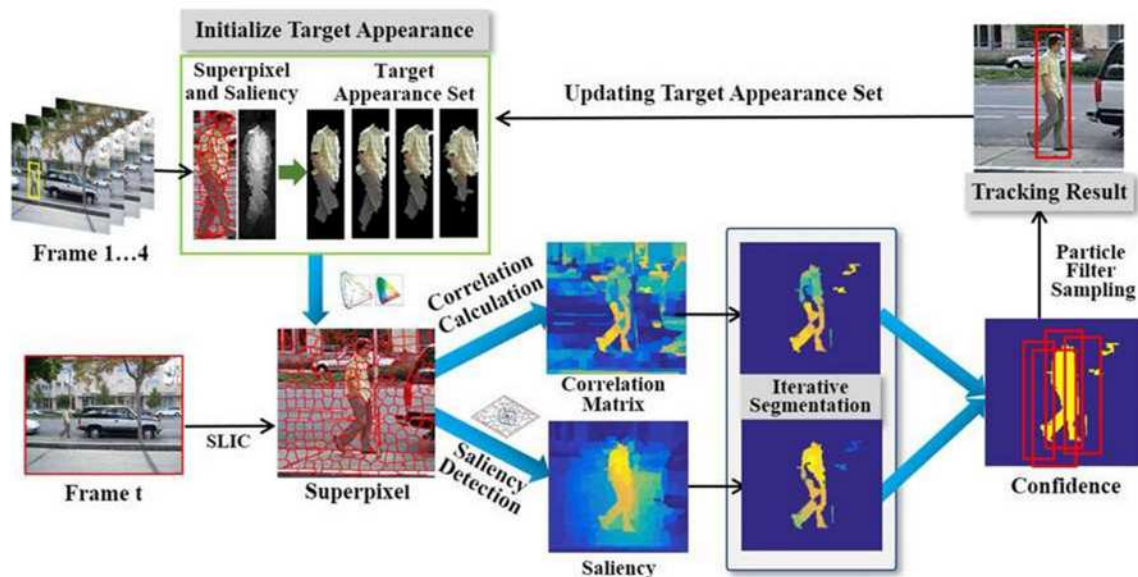 Initialize Target Appearance
Superpixel
and Saliency
Target
Appearance Set
Updating Target Appearance Set
Frame 1...4
Tracking Result
Correlation
Calculation
Particle
Filter
Sampling
Correlation
Matrix
Iterative
Segmentation
SLIC
Saliency
Detection
Frame t
Superpixel
Confidence
Saliency